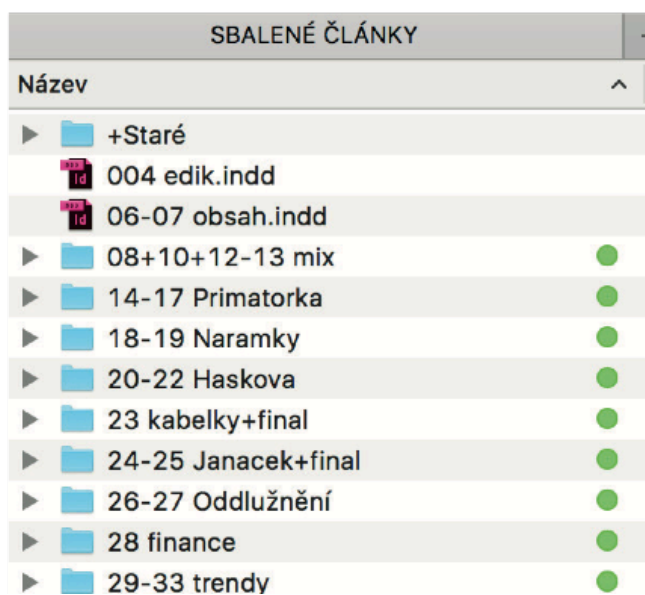 SBALENÉ ČLÁNKY
Název
+Staré
004 edik.indd
06-07 obsah.indd
08+10+12-13 mix
14-17 Primatorka
18-19 Naramky
20-22 Haskova
23 kabelky+final
24-25 Janacek+final
26-27 Oddlužnění
28 finance
29-33 trendy